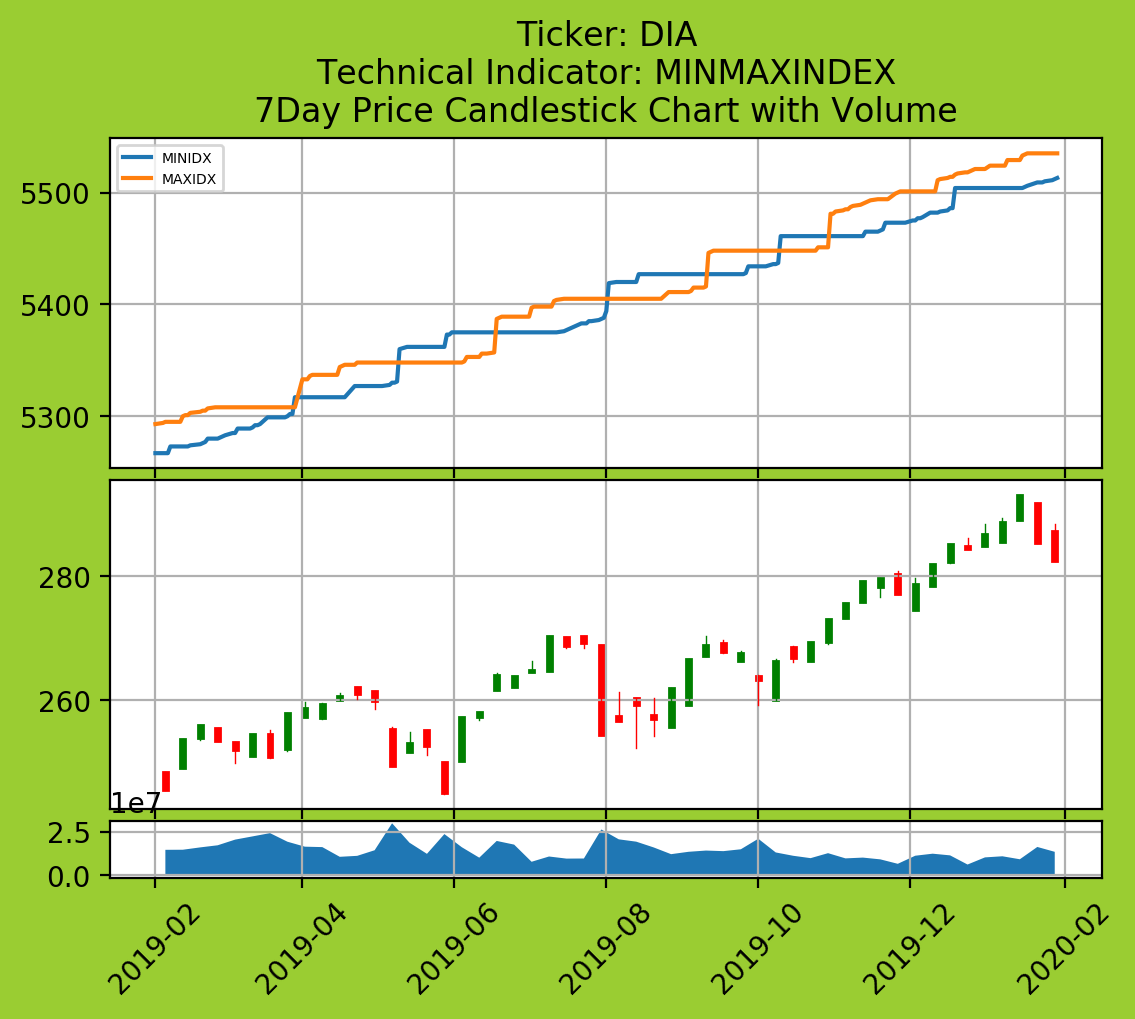 Ticker: DIA
Technical Indicator: MINMAXINDEX
7Day Price Candlestick Chart with Volume
MINIDX
MAXIDX
5500
5400
5300
280
260
1e7
2.5
0.0
2019-02
2019-04
2019-06
2019-08
2019-10
2019-12
2020-02